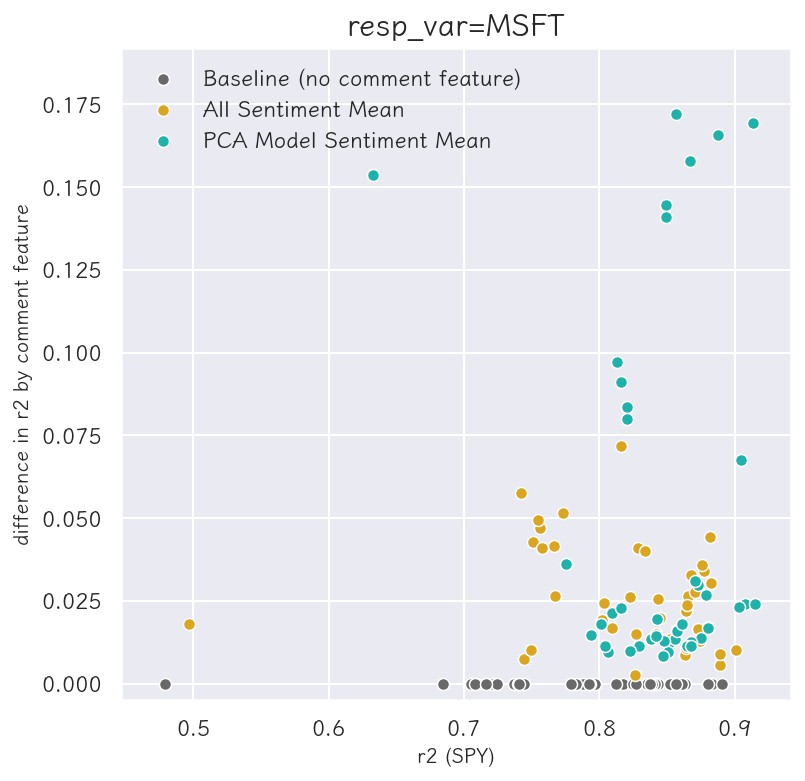 resp_var=MSFT
Baseline (no comment feature)
All Sentiment Mean
PCA Model Sentiment Mean
difference in r2 by comment feature
0.175
0.150
0.125
0.100
0.075
0.050
0.025
0.000
0.5 0.6 0.7 0.8 0.9
r2 (SPY)